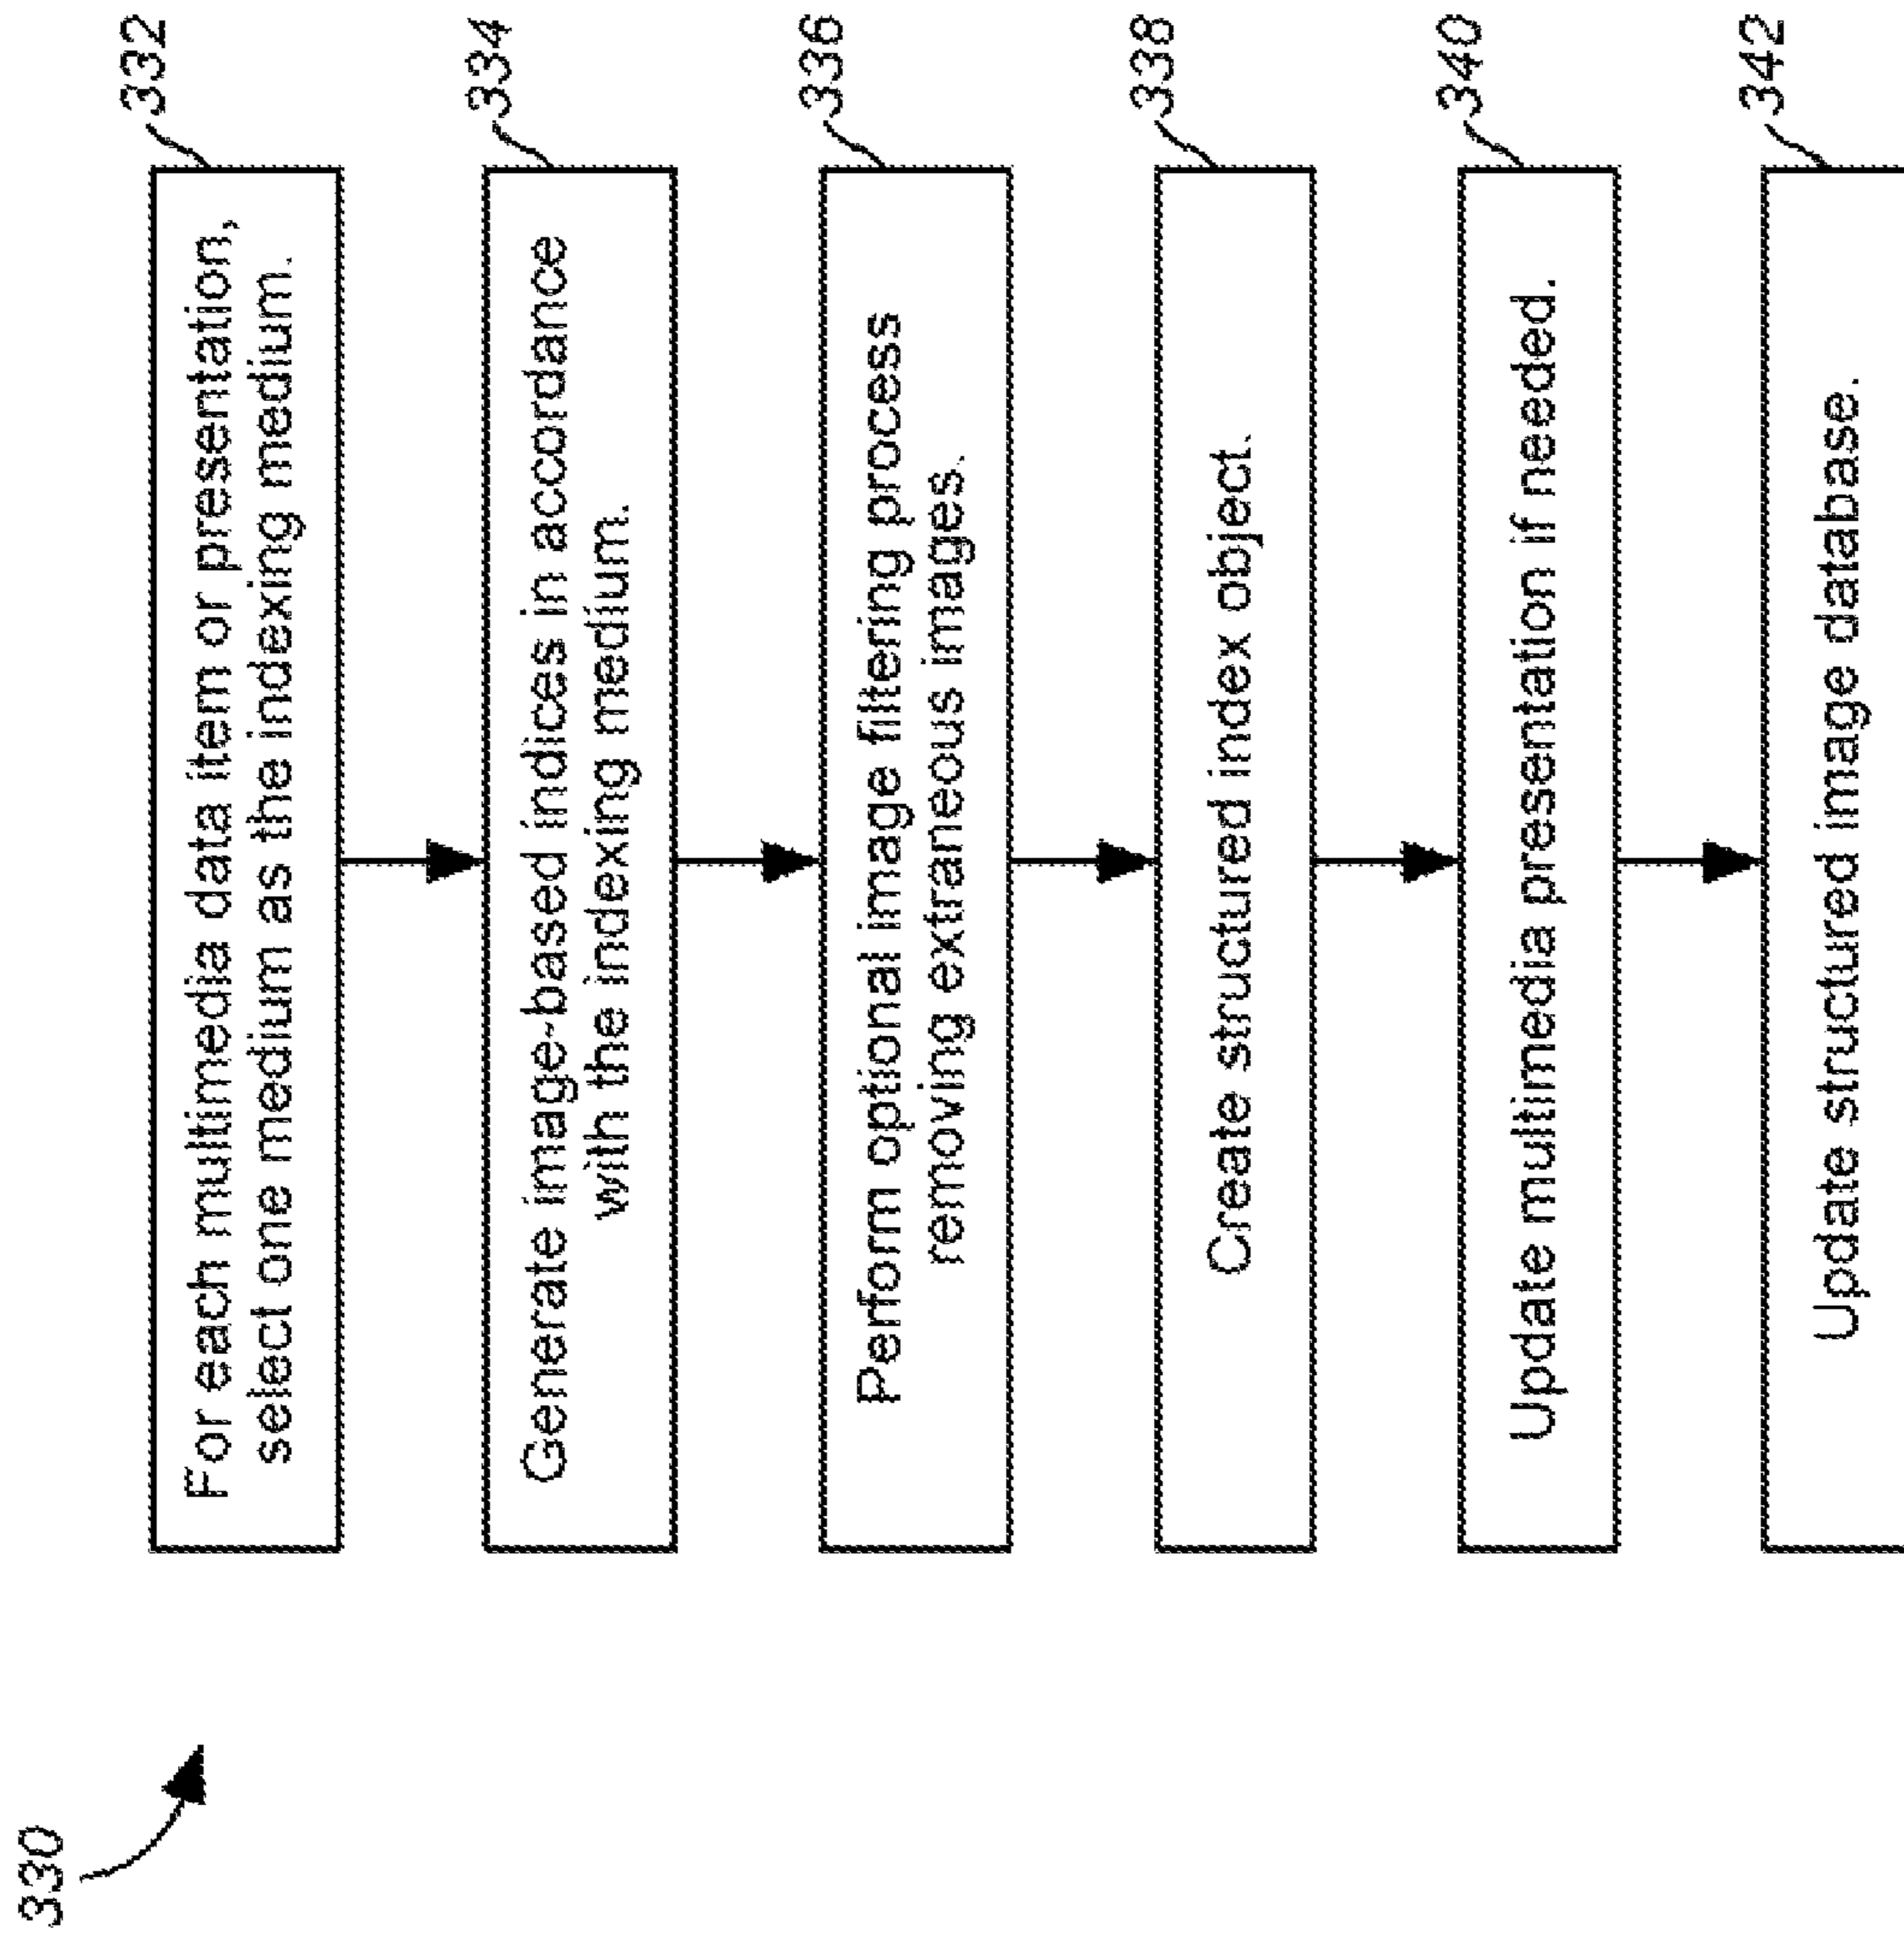 330
332
For each multimedia data item or presentation,
select one medium as the indexing medium.
334
Generate image-based indices in accordance
with the indexing medium.
336
Perform optional image filtering process
removing extraneous images.
338
Create structured index object.
340
Update multimedia presentation if needed.
342
Update structured image database.